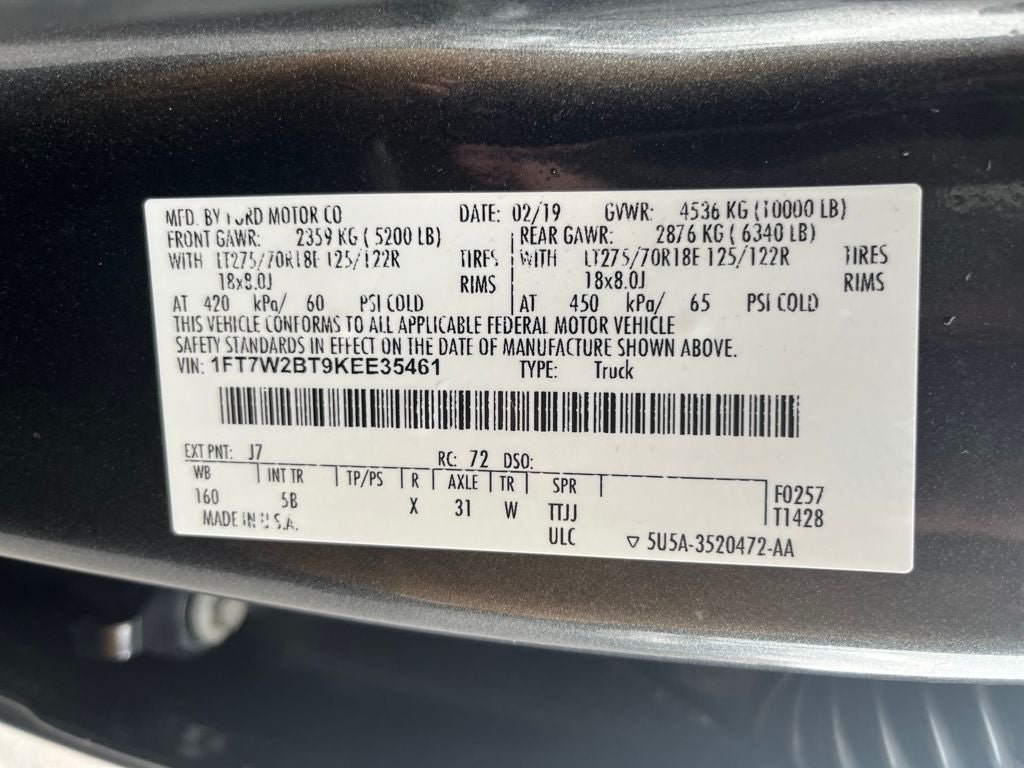 MFD. BY FORD MOTOR CO DATE: 02/19 GVWR: 4536 KG (10000 LB)
FRONT GAWR: 2359 KG ( 5200 LB) REAR GAWR: 2876 KG ( 6340 LB)
WITH LT275/70R18E 125/122R TIRES WITH LT275/70R18E 125/122R TIRES
18x8.0J RIMS 18x8.0J RIMS
AT 420 kPa/ 60 PSI COLD AT 450 kPa/ 65 PSI COLD
THIS VEHICLE CONFORMS TO ALL APPLICABLE FEDERAL MOTOR VEHICLE
SAFETY STANDARDS IN EFFECT ON THE DATE OF MANUFACTURE SHOWN ABOVE.
VIN: 1FT7W2BT9KEE35461 TYPE: Truck
EXT PNT: J7 RC: 72 DSO:
WB INT TR TP/PS R AXLE TR SPR
160 5B X 31 W TTJJ F0257
MADE IN U.S.A. ULC T1428
▽ 5U5A-3520472-AA